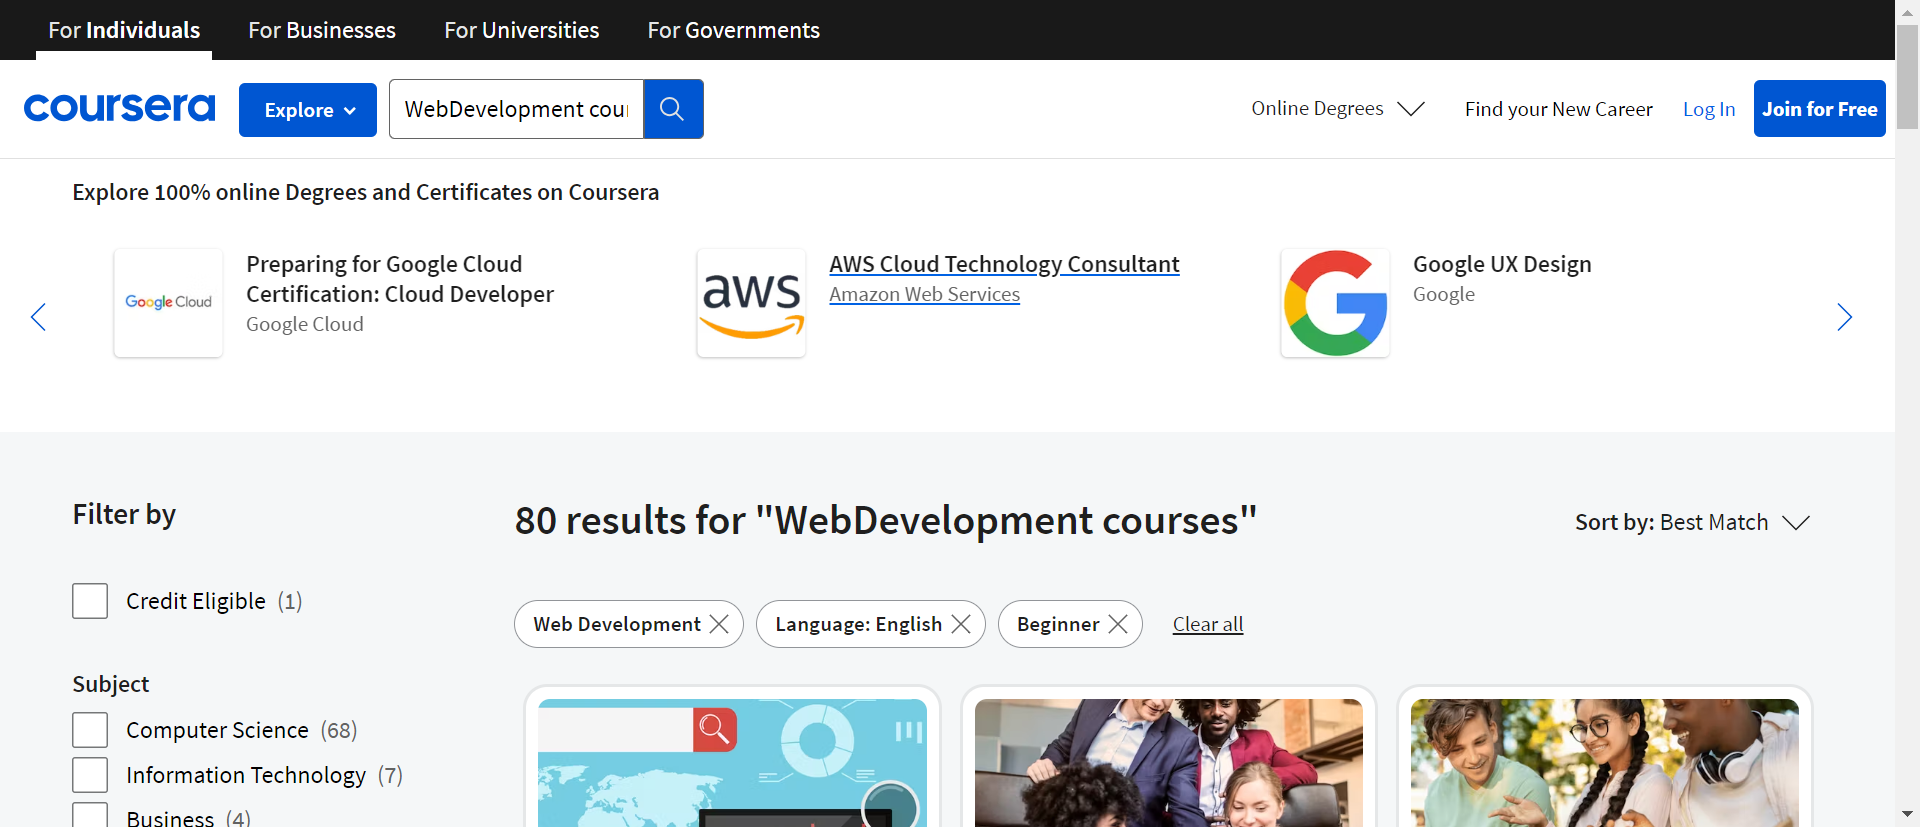 For Individuals
For Businesses
For Universities
For Governments
coursera
Explore
WebDevelopment cour
Online Degrees
Find your New Career
Log In
Join for Free
Explore 100% online Degrees and Certificates on Coursera
Google Cloud
Preparing for Google Cloud
Certification: Cloud Developer
Google Cloud
aws
AWS Cloud Technology Consultant
Amazon Web Services
Google UX Design
Google
Filter by
80 results for "WebDevelopment courses"
Sort by: Best Match
Credit Eligible (1)
Web Development
Language: English
Beginner
Clear all
Subject
Computer Science (68)
Information Technology (7)
Business (4)